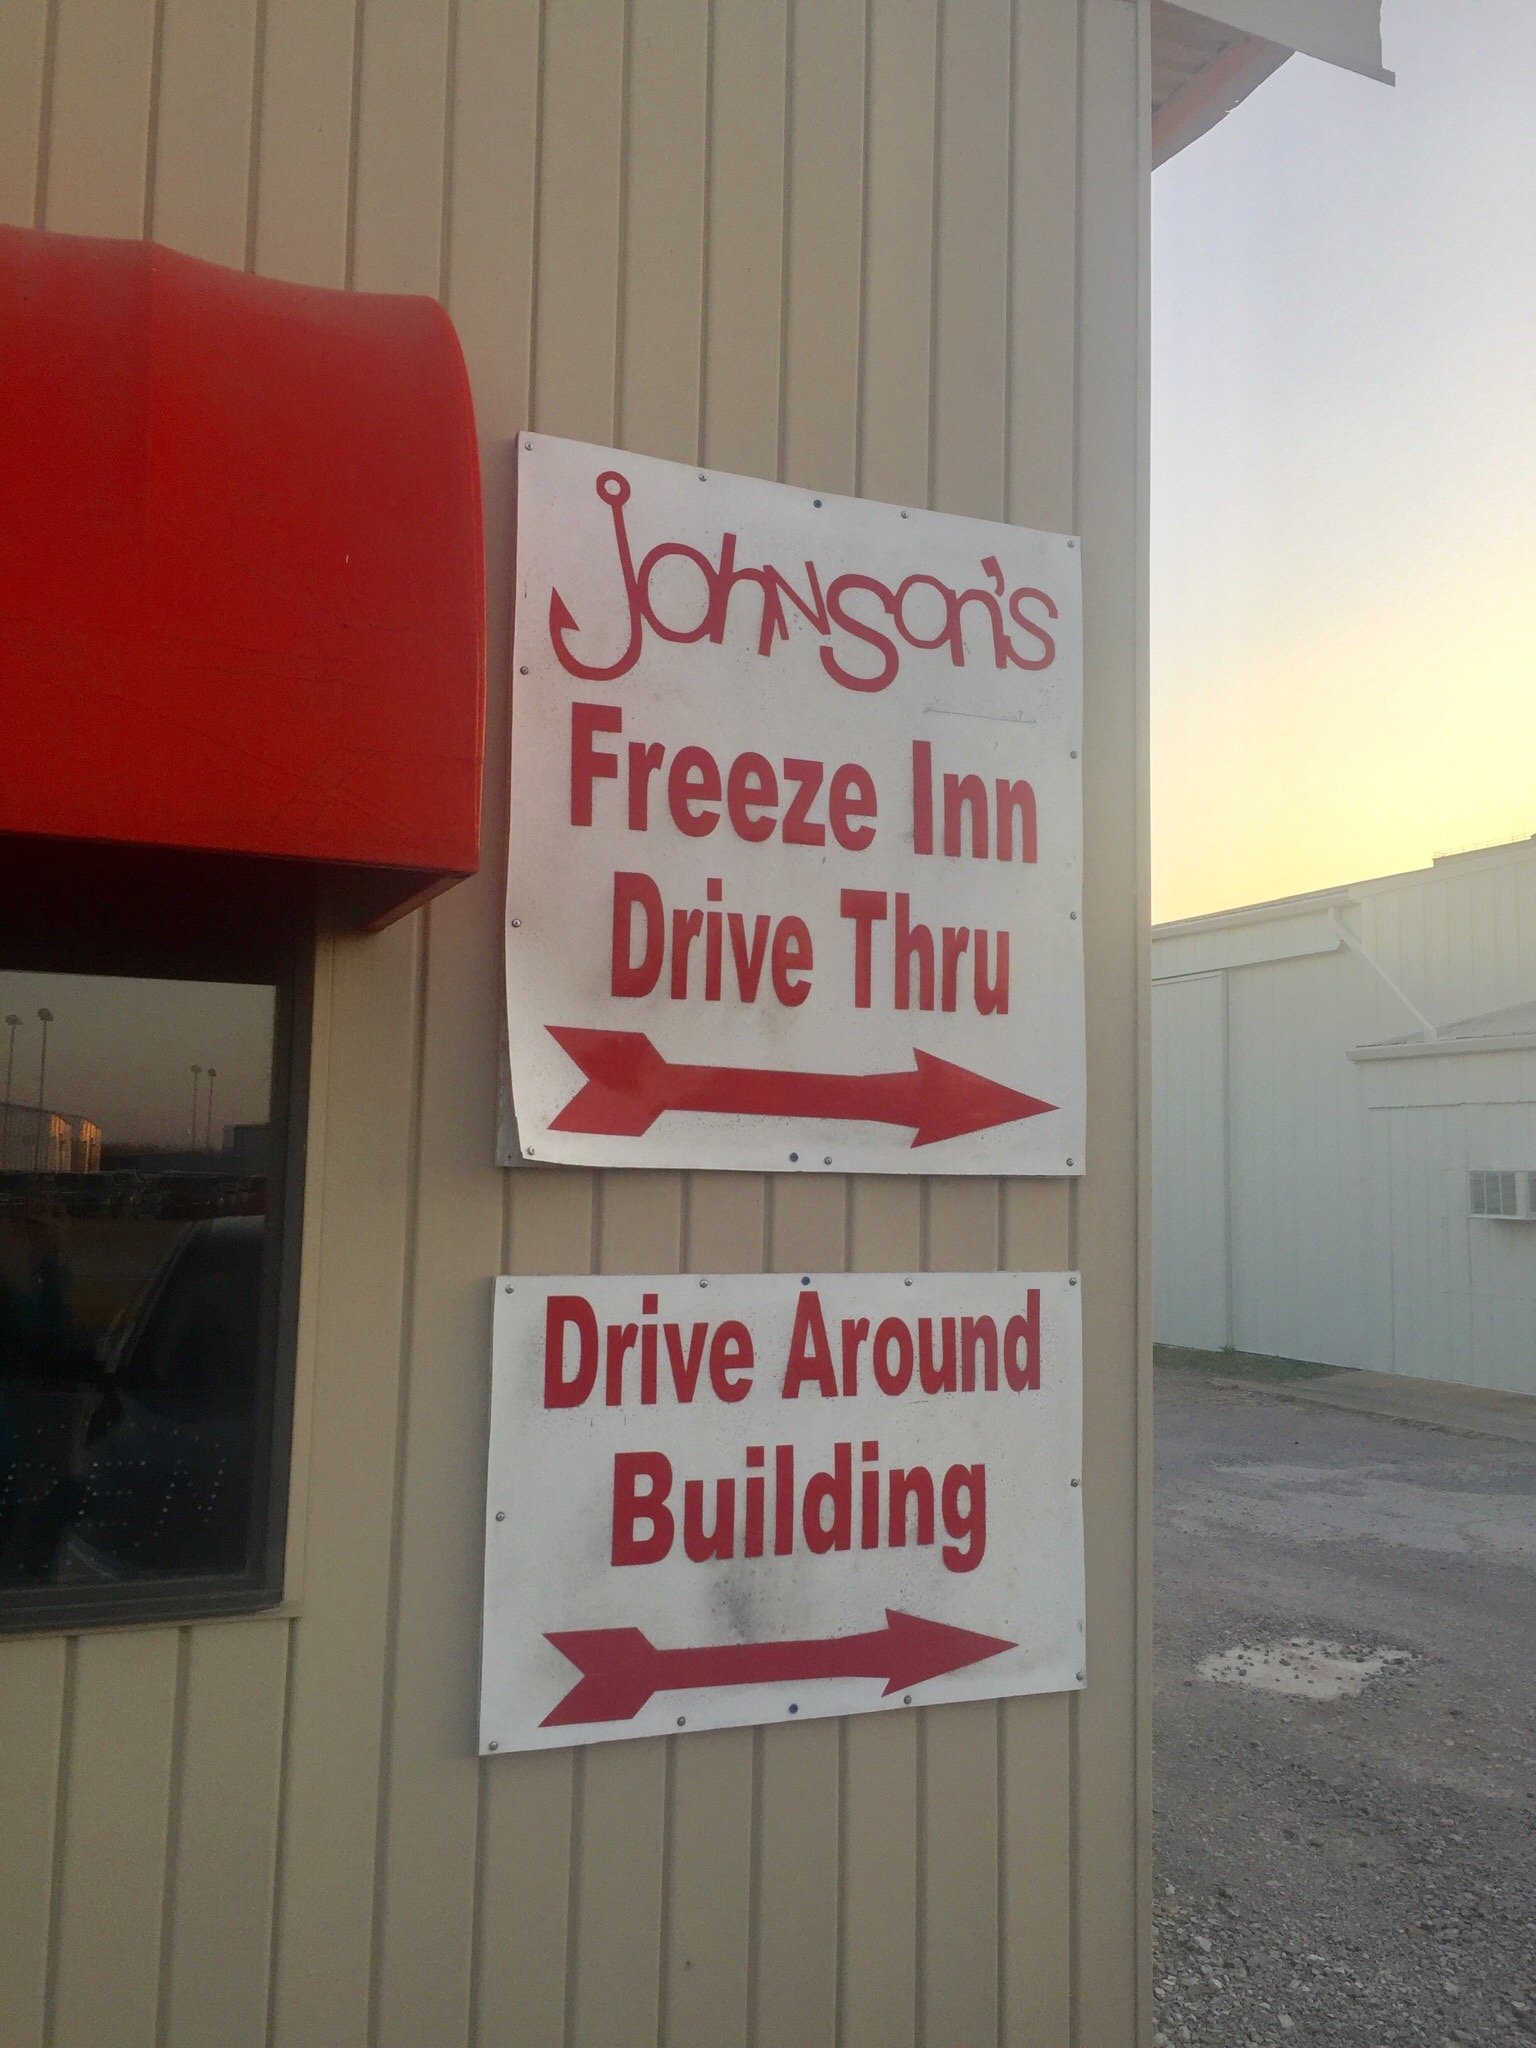 JohNSon's
Freeze Inn
Drive Thru
Drive Around
Building